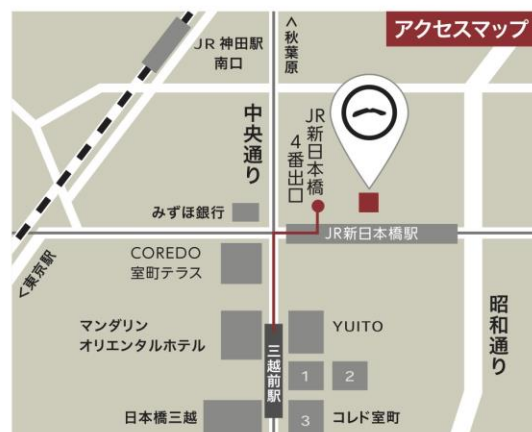 アクセスマップ
JR 神田駅
南口
<秋葉原
中央通り
JR新日本橋
4番出口
みずほ銀行
JR新日本橋駅
<東京駅
COREDO
室町テラス
マンダリン
オリエンタルホテル
三越前駅
YUITO
昭和通り
1
2
日本橋三越
3
コレド室町